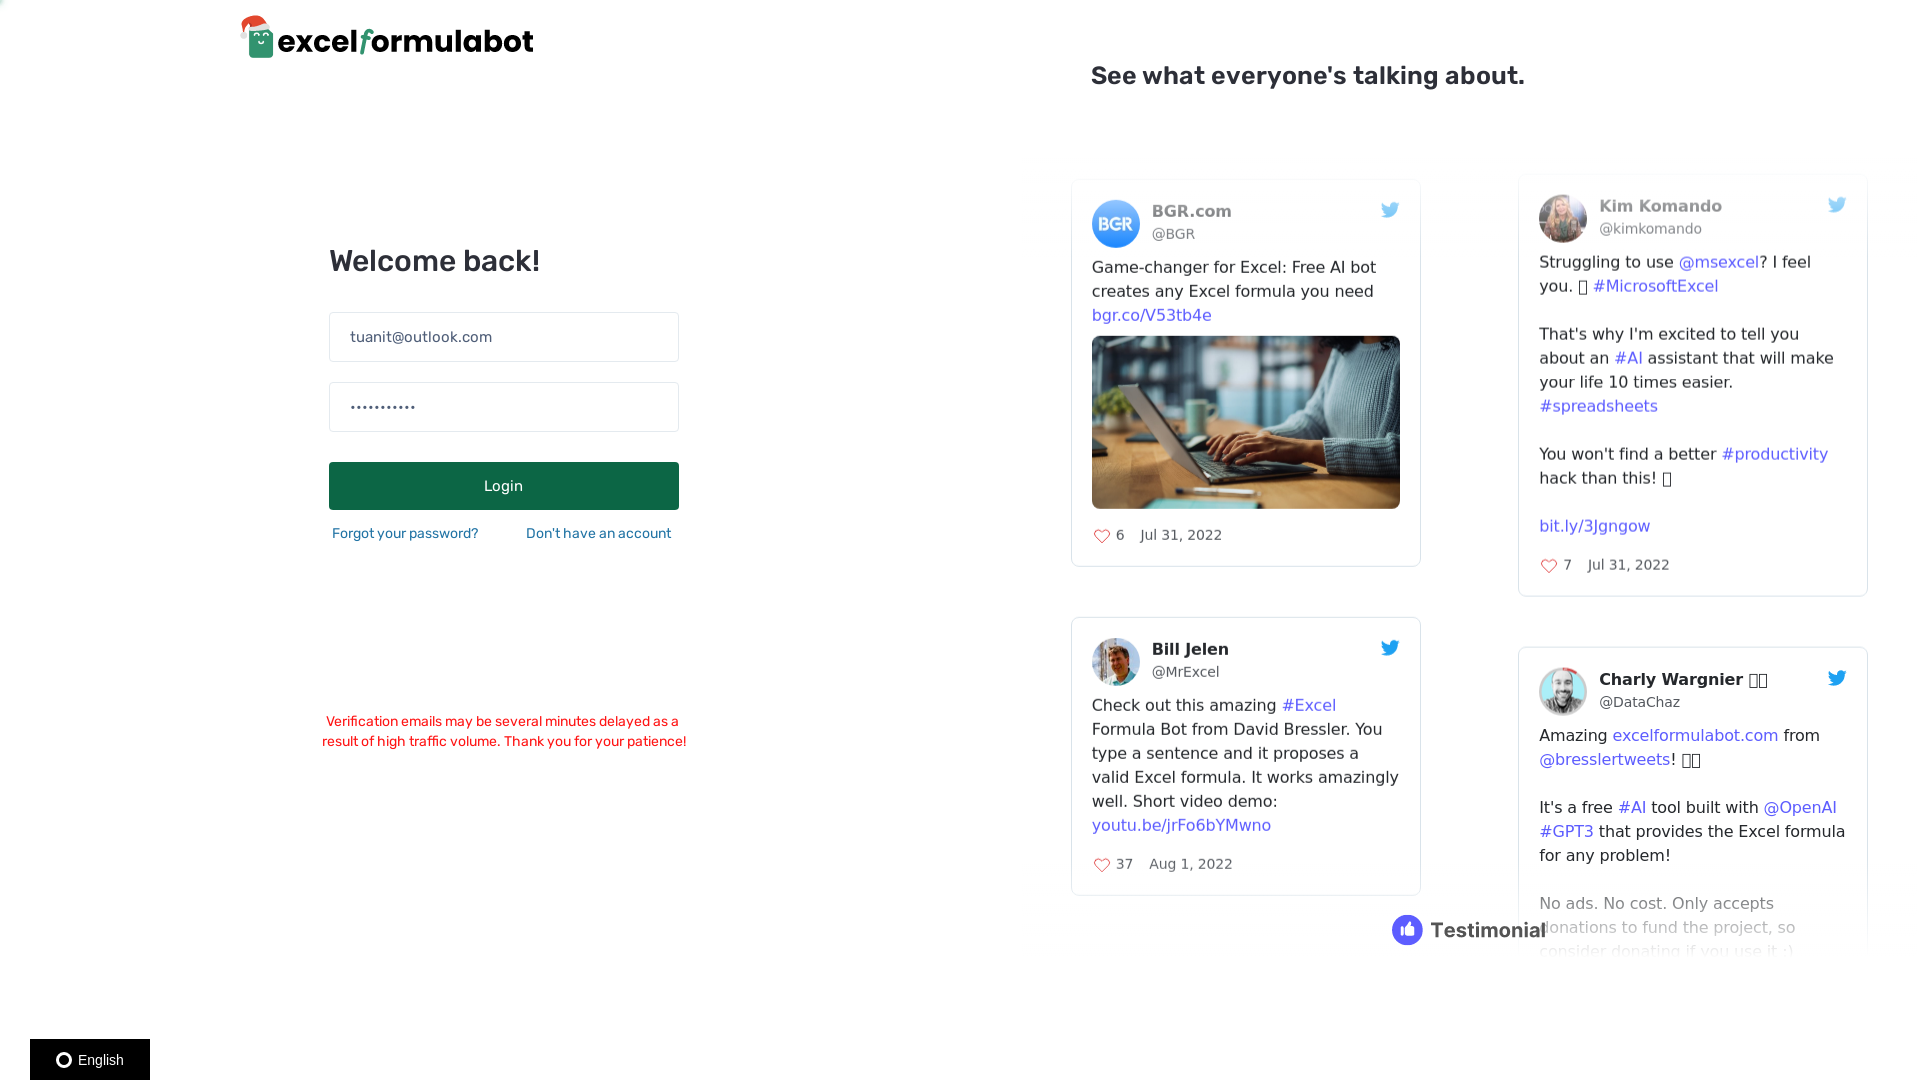 excelformulabot
See what everyone's talking about.
Welcome back!
tuanit@outlook.com
•••••••••••
Login
Forgot your password?
Don't have an account
Verification emails may be several minutes delayed as a
result of high traffic volume. Thank you for your patience!
BGR
BGR.com
@BGR
Game-changer for Excel: Free AI bot
creates any Excel formula you need
bgr.co/V53tb4e
6 Jul 31, 2022
Bill Jelen
@MrExcel
Check out this amazing #Excel
Formula Bot from David Bressler. You
type a sentence and it proposes a
valid Excel formula. It works amazingly
well. Short video demo:
youtu.be/jrFo6bYMwno
37 Aug 1, 2022
Kim Komando
@kimkomando
Struggling to use @msexcel? I feel
you. #MicrosoftExcel
That's why I'm excited to tell you
about an #AI assistant that will make
your life 10 times easier.
#spreadsheets
You won't find a better #productivity
hack than this!
bit.ly/3Jgngow
7 Jul 31, 2022
Charly Wargnier
@DataChaz
Amazing excelformulabot.com from
@bresslertweets!
It's a free #AI tool built with @OpenAI
#GPT3 that provides the Excel formula
for any problem!
No ads. No cost. Only accepts
donations to fund the project, so
consider donating if you use it :)
Testimonial
English